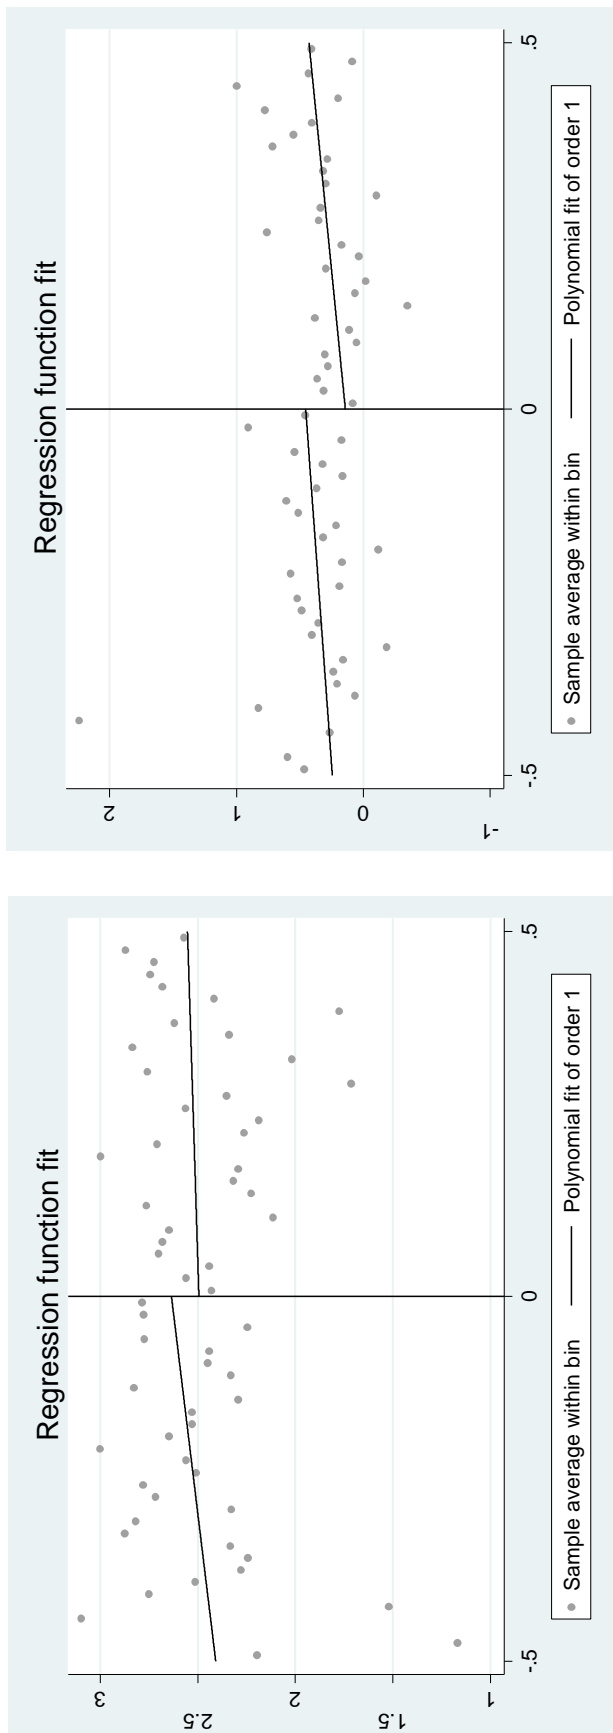 Regression function fit
3
2.5
2
1.5
1
-.5
0
.5
Sample average within bin
Polynomial fit of order 1
Regression function fit
2
1
0
-1
-.5
0
.5
Sample average within bin
Polynomial fit of order 1